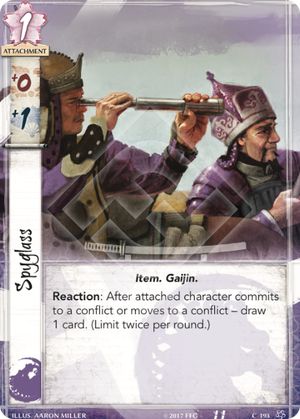 1
ATTACHMENT
+0
+1
Spyglass
Item. Gaijin.
Reaction: After attached character commits
to a conflict or moves to a conflict – draw
1 card. (Limit twice per round.)
ILLUS. AARON MILLER © 2017 FFG 11 C-193